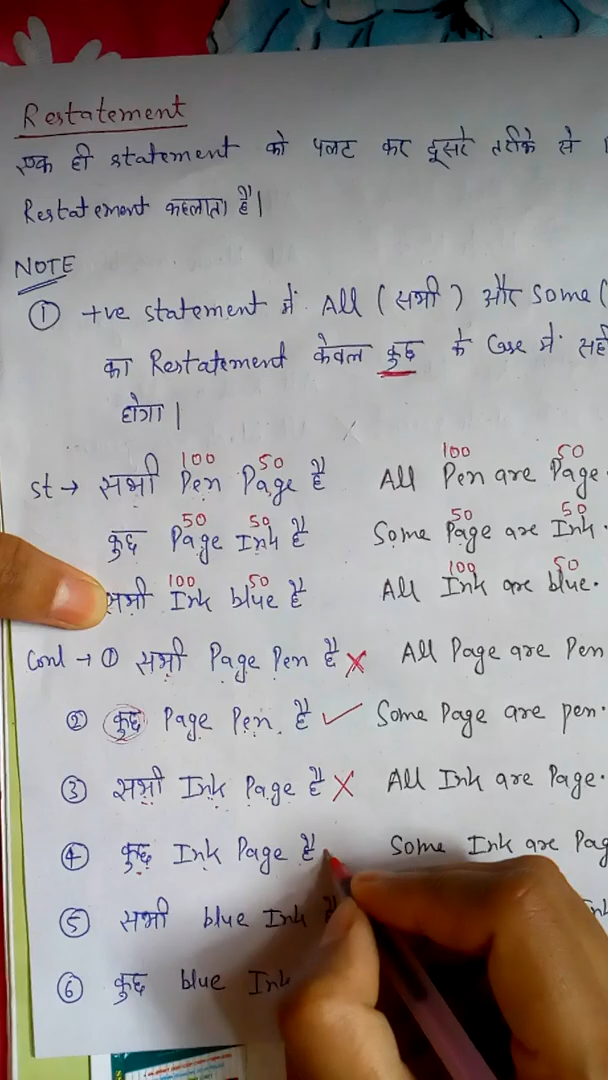 Restatement
एक ही statement को पलट कर दूसरे तरीके से
Restatement कहलाता है।
NOTE
① +ve statement में All (सभी) और Some (
का Restatement केवल कुछ के Case में
होगा।
100 50 100 50
St → सभी Pen Page है All Pen are Page.
50 50 50 50
कुछ Page Ink है Some Page are Ink.
100 50 100 50
सभी Ink blue है All Ink are blue.
Conl → ① सभी Page Pen है ✗ All Page are Pen
② कुछ Page Pen है ✓ Some Page are pen.
③ सभी Ink Page है ✗ All Ink are Page.
④ कुछ Ink Page है Some Ink are Pag
⑤ सभी blue Ink
⑥ कुछ blue Ink